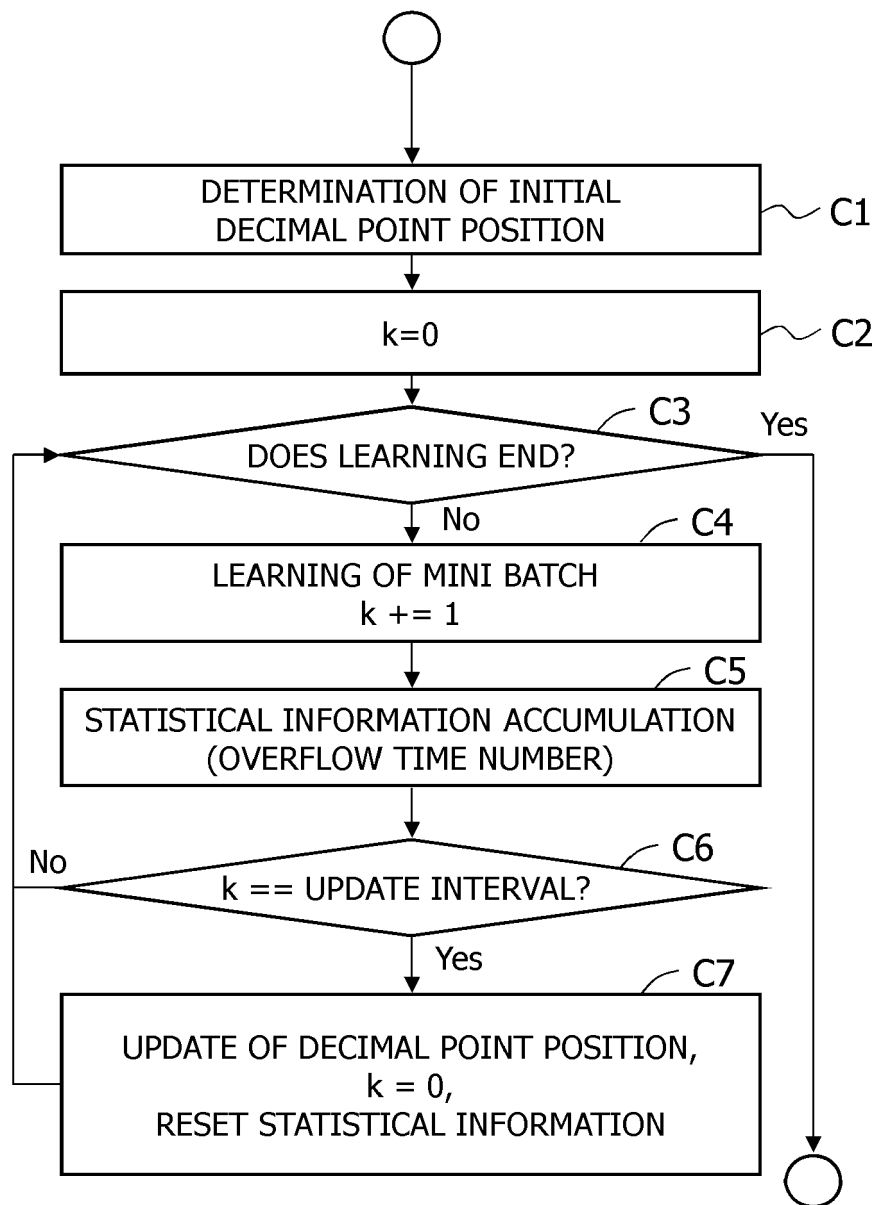 DETERMINATION OF INITIAL
DECIMAL POINT POSITION
C1
k=0
C2
C3
Yes
DOES LEARNING END?
No
C4
LEARNING OF MINI BATCH
k += 1
C5
STATISTICAL INFORMATION ACCUMULATION
(OVERFLOW TIME NUMBER)
C6
No
k == UPDATE INTERVAL?
Yes
C7
UPDATE OF DECIMAL POINT POSITION,
k = 0,
RESET STATISTICAL INFORMATION